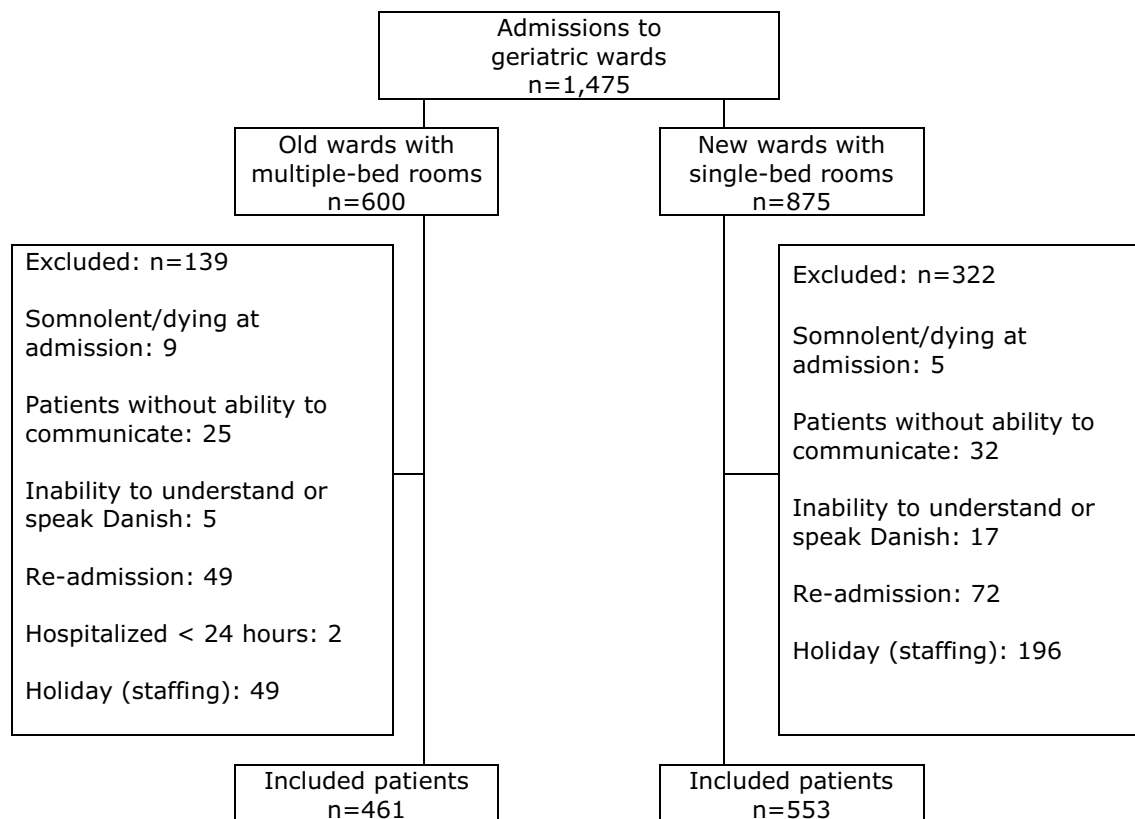 Admissions to
geriatric wards
n=1,475
Old wards with
multiple-bed rooms
n=600
New wards with
single-bed rooms
n=875
Excluded: n=139
Somnolent/dying at
admission: 9
Patients without ability to
communicate: 25
Inability to understand or
speak Danish: 5
Re-admission: 49
Hospitalized < 24 hours: 2
Holiday (staffing): 49
Excluded: n=322
Somnolent/dying at
admission: 5
Patients without ability to
communicate: 32
Inability to understand or
speak Danish: 17
Re-admission: 72
Holiday (staffing): 196
Included patients
n=461
Included patients
n=553